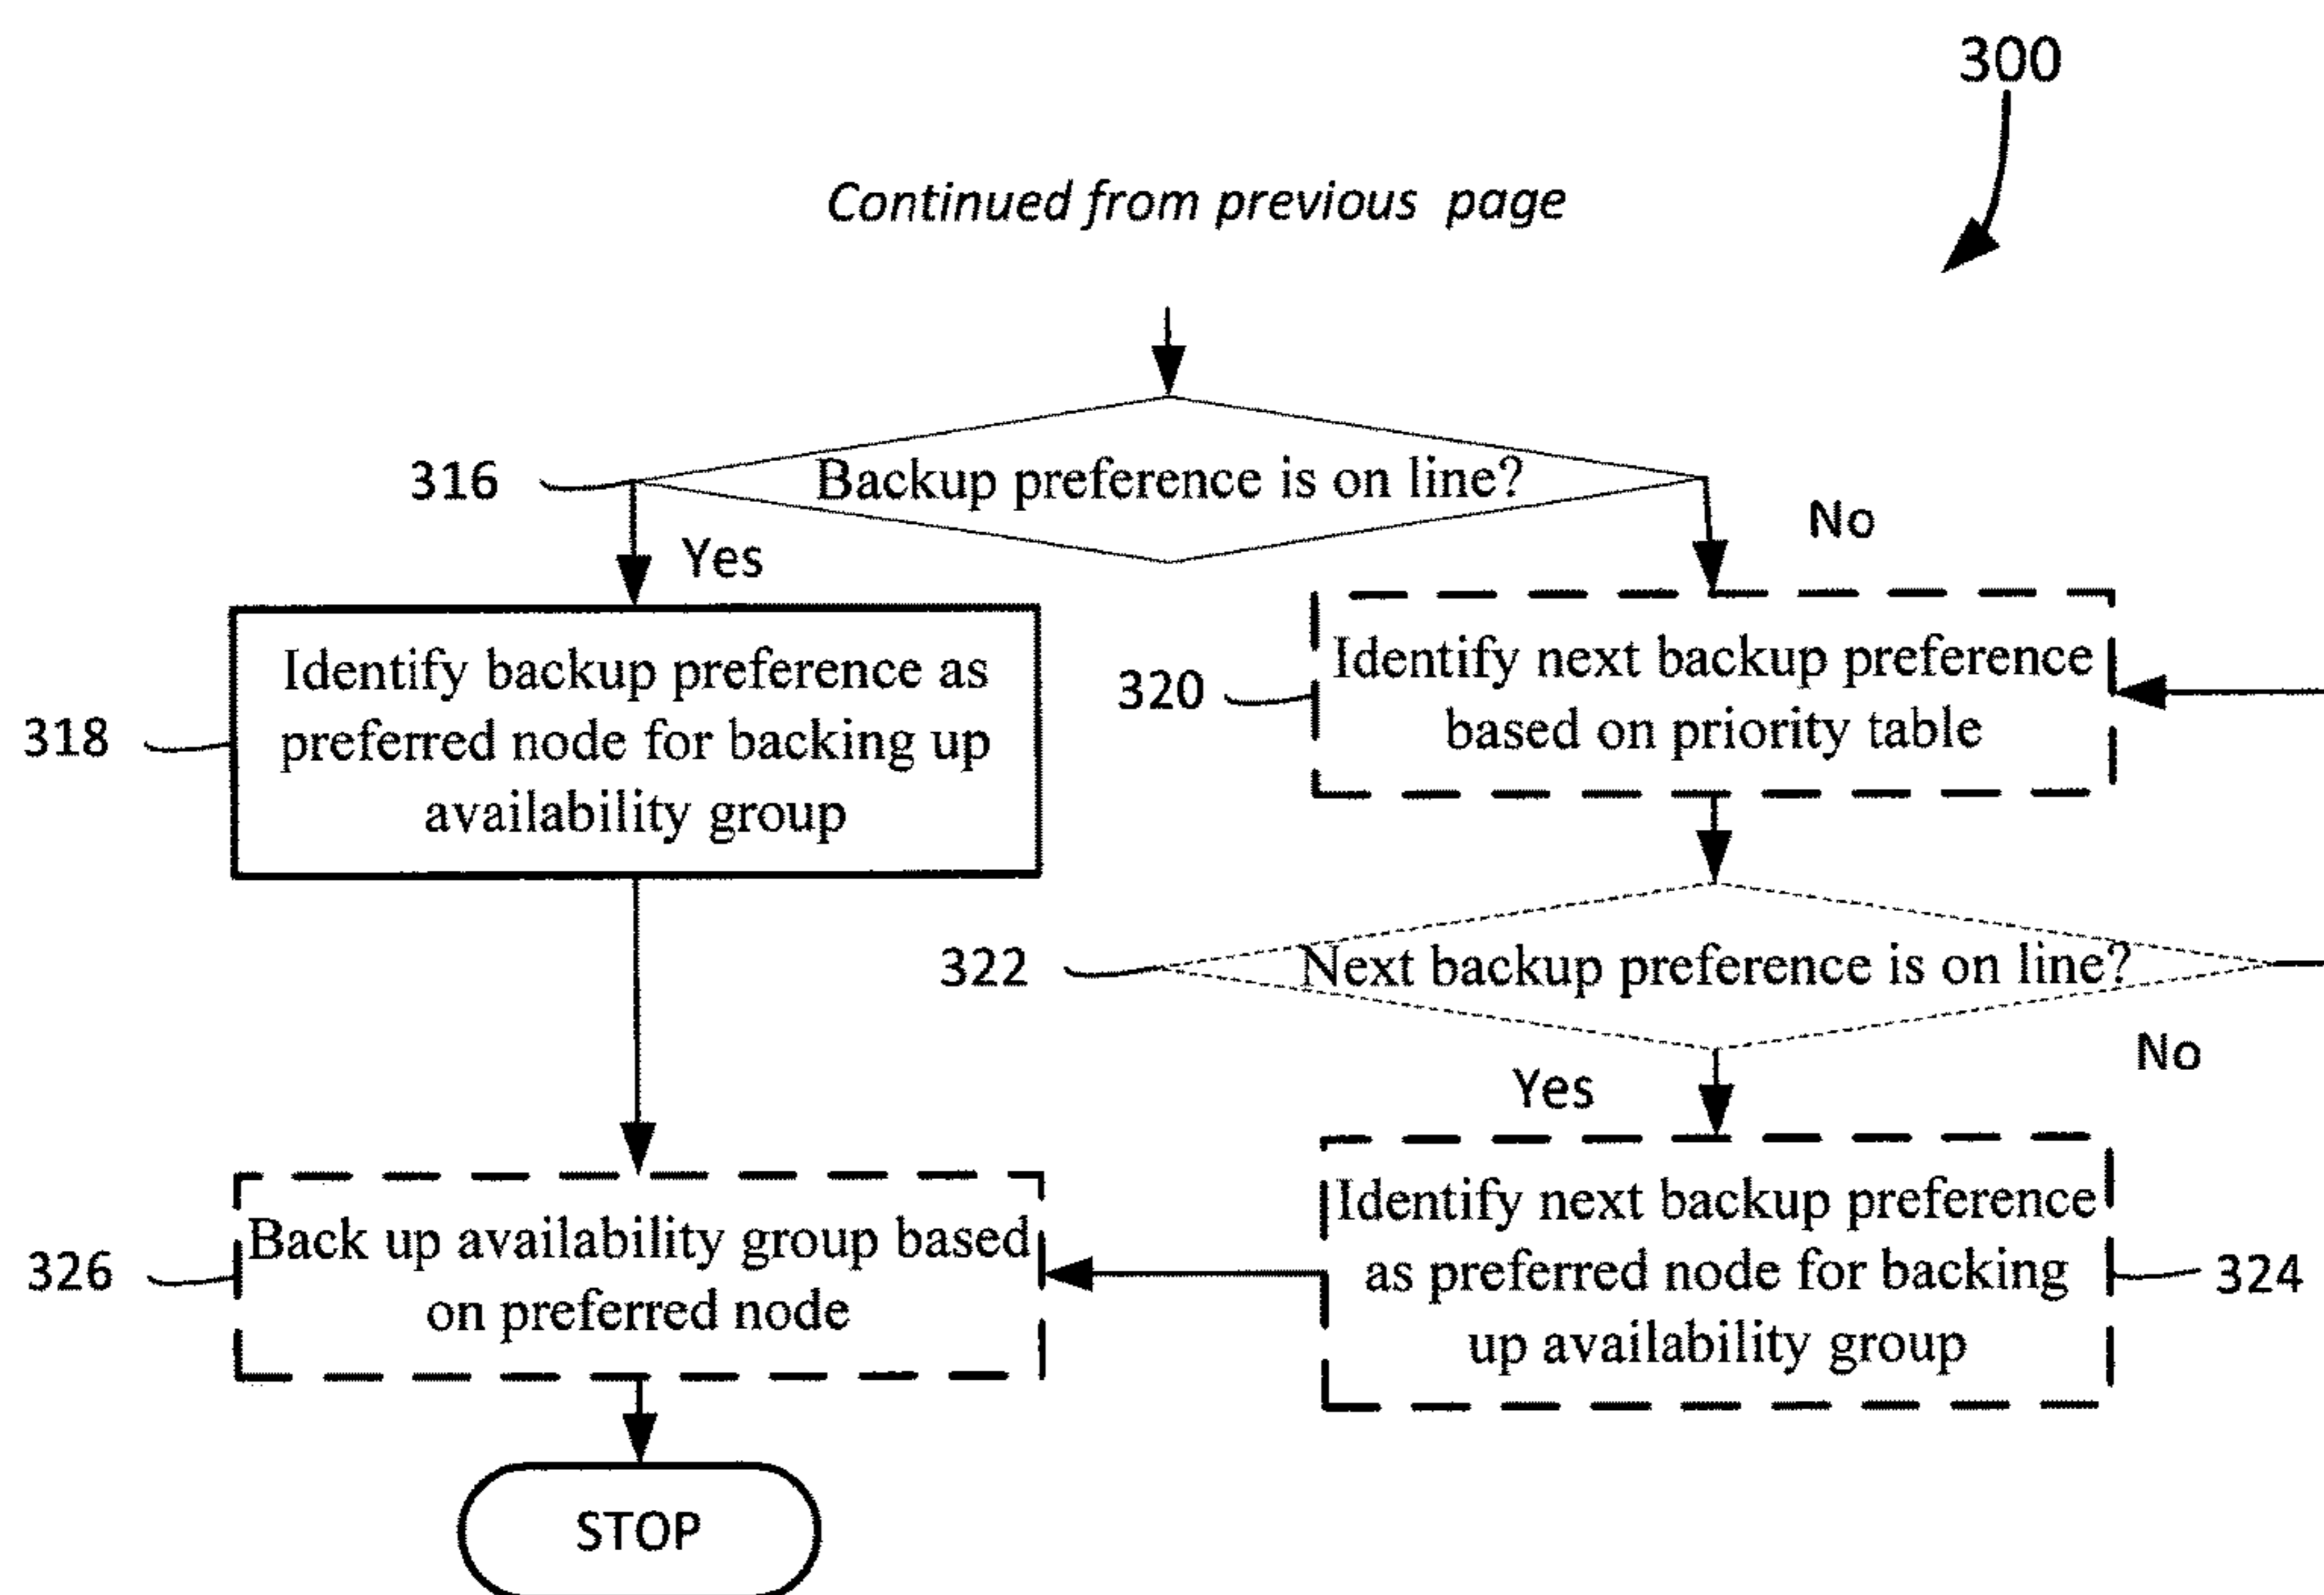 300
Continued from previous page
316
Backup preference is on line?
Yes
No
318
Identify backup preference as
preferred node for backing up
availability group
320
Identify next backup preference
based on priority table
322
Next backup preference is on line?
Yes
No
324
Identify next backup preference
as preferred node for backing
up availability group
326
Back up availability group based
on preferred node
STOP